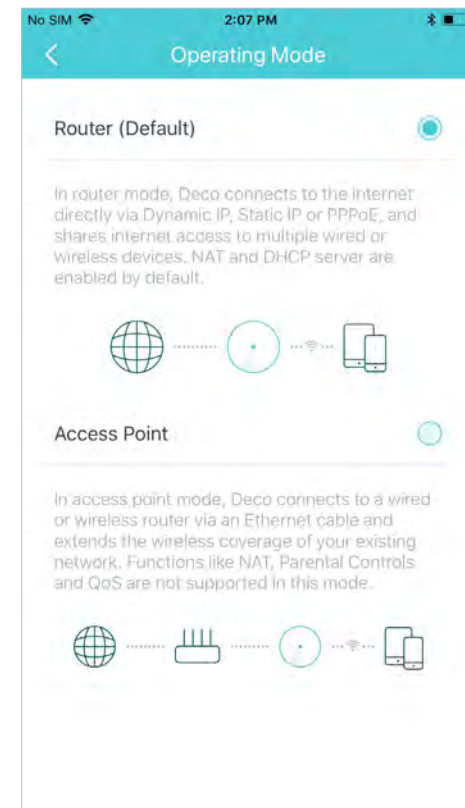 No SIM 2:07 PM
Operating Mode
Router (Default)
In router mode, Deco connects to the internet
directly via Dynamic IP, Static IP or PPPoE, and
shares internet access to multiple wired or
wireless devices. NAT and DHCP server are
enabled by default.
Access Point
In access point mode, Deco connects to a wired
or wireless router via an Ethernet cable and
extends the wireless coverage of your existing
network. Functions like NAT, Parental Controls
and QoS are not supported in this mode.